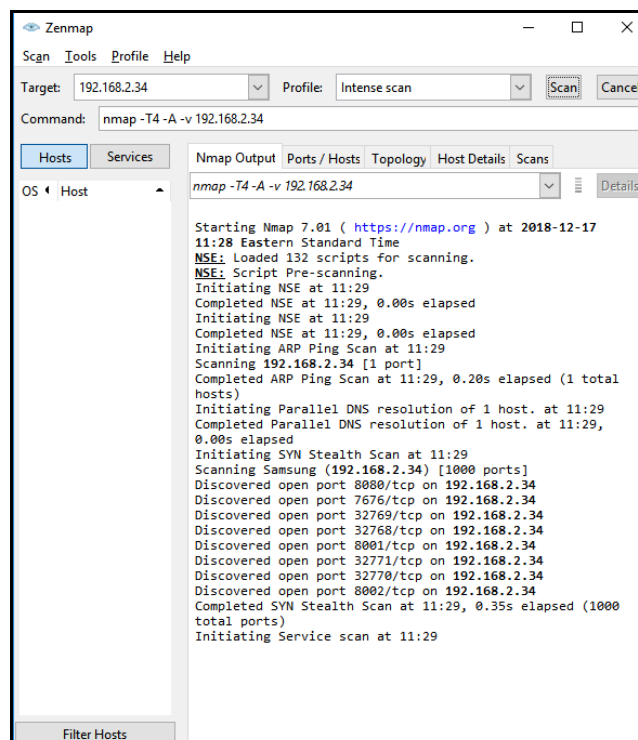 Zenmap
Scan Tools Profile Help
Target: 192.168.2.34 Profile: Intense scan Scan Cancel
Command: nmap -T4 -A -v 192.168.2.34
Hosts Services Nmap Output Ports / Hosts Topology Host Details Scans
OS Host nmap -T4 -A -v 192.168.2.34 Details
Starting Nmap 7.01 ( https://nmap.org ) at 2018-12-17
11:28 Eastern Standard Time
NSE: Loaded 132 scripts for scanning.
NSE: Script Pre-scanning.
Initiating NSE at 11:29
Completed NSE at 11:29, 0.00s elapsed
Initiating NSE at 11:29
Completed NSE at 11:29, 0.00s elapsed
Initiating ARP Ping Scan at 11:29
Scanning 192.168.2.34 [1 port]
Completed ARP Ping Scan at 11:29, 0.20s elapsed (1 total
hosts)
Initiating Parallel DNS resolution of 1 host. at 11:29
Completed Parallel DNS resolution of 1 host. at 11:29,
0.00s elapsed
Initiating SYN Stealth Scan at 11:29
Scanning Samsung (192.168.2.34) [1000 ports]
Discovered open port 8080/tcp on 192.168.2.34
Discovered open port 7676/tcp on 192.168.2.34
Discovered open port 32769/tcp on 192.168.2.34
Discovered open port 32768/tcp on 192.168.2.34
Discovered open port 8001/tcp on 192.168.2.34
Discovered open port 32771/tcp on 192.168.2.34
Discovered open port 32770/tcp on 192.168.2.34
Discovered open port 8002/tcp on 192.168.2.34
Completed SYN Stealth Scan at 11:29, 0.35s elapsed (1000
total ports)
Initiating Service scan at 11:29
Filter Hosts